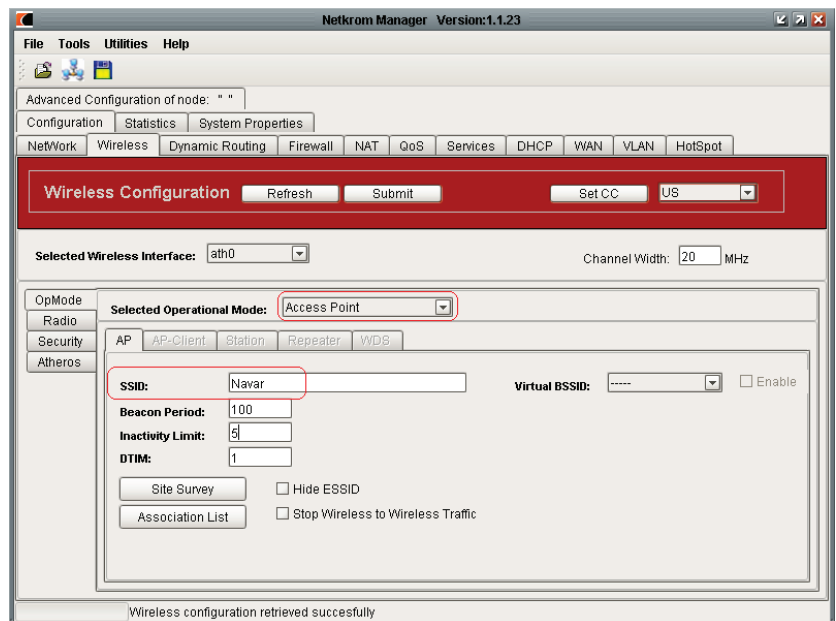 Netkrom Manager Version:1.1.23
File Tools Utilities Help
Advanced Configuration of node: " "
Configuration Statistics System Properties
NetWork Wireless Dynamic Routing Firewall NAT QoS Services DHCP WAN VLAN HotSpot
Wireless Configuration Refresh Submit Set CC US
Selected Wireless Interface: ath0 Channel Width: 20 MHz
OpMode
Radio
Security
Atheros
Selected Operational Mode: Access Point
AP AP-Client Station Repeater WDS
SSID: Navar Virtual BSSID: ----- Enable
Beacon Period: 100
Inactivity Limit: 5
DTIM: 1
Site Survey Hide ESSID
Association List Stop Wireless to Wireless Traffic
Wireless configuration retrieved succesfully